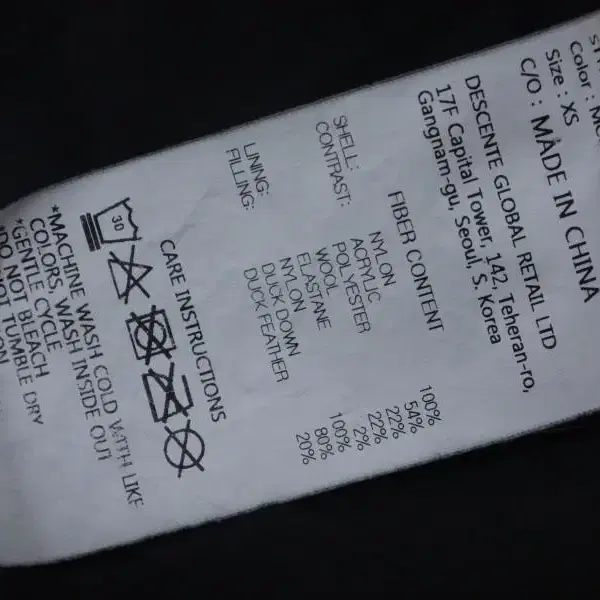 Color :
Size : XS
C/O : MADE IN CHINA
DESCENTE GLOBAL RETAIL LTD
17F Capital Tower, 142, Teheran-ro,
Gangnam-gu, Seoul, S. Korea
FIBER CONTENT
SHELL: NYLON 100%
CONTRAST: ACRYLIC 54%
POLYESTER 22%
WOOL 22%
ELASTANE 2%
LINING: NYLON 100%
FILLING: DUCK DOWN 80%
DUCK FEATHER 20%
CARE INSTRUCTIONS
30
*MACHINE WASH COLD WITH LIKE
COLORS, WASH INSIDE OUT
*GENTLE CYCLE
*DO NOT BLEACH
NOT TUMBLE DRY